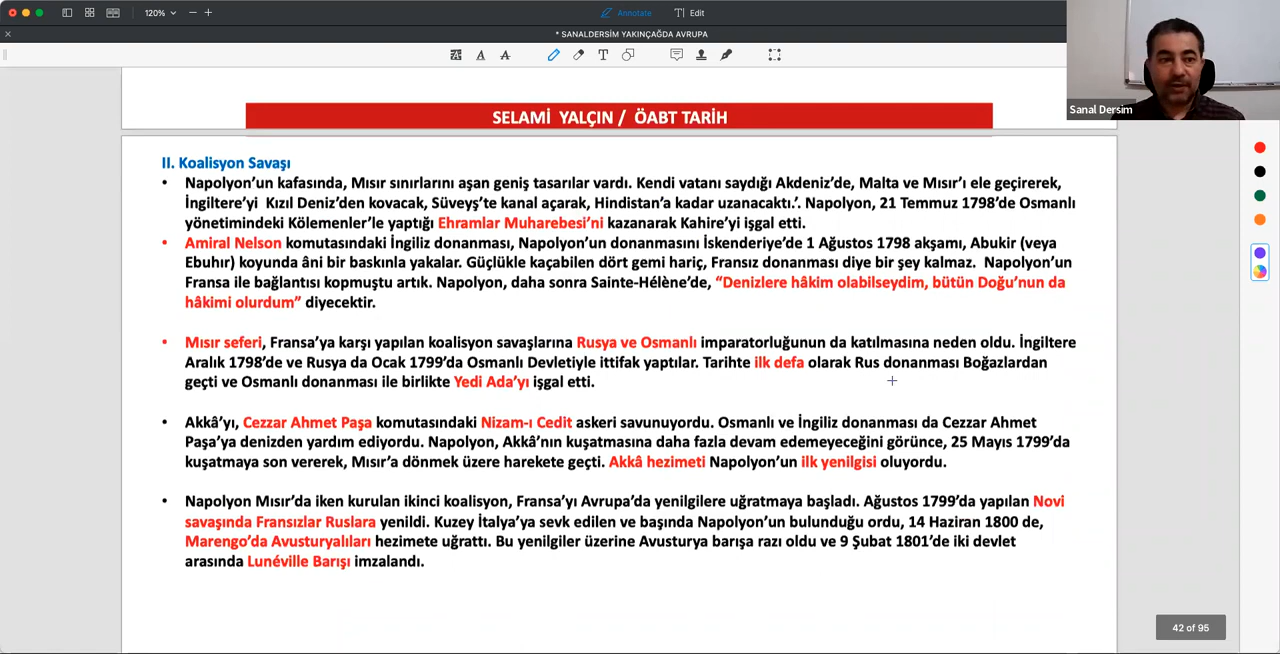 120%
Annotate
Edit
* SANALDERSİM YAKINÇAĞDA AVRUPA
Sanal Dersim
SELAMİ YALÇIN / ÖABT TARİH
II. Koalisyon Savaşı
• Napolyon'un kafasında, Mısır sınırlarını aşan geniş tasarılar vardı. Kendi vatanı saydığı Akdeniz'de, Malta ve Mısır'ı ele geçirerek,
İngiltere'yi Kızıl Deniz'den kovacak, Süveyş'te kanal açarak, Hindistan'a kadar uzanacaktı.'. Napolyon, 21 Temmuz 1798'de Osmanlı
yönetimindeki Kölemenler'le yaptığı Ehramlar Muharebesi'ni kazanarak Kahire'yi işgal etti.
• Amiral Nelson komutasındaki İngiliz donanması, Napolyon'un donanmasını İskenderiye'de 1 Ağustos 1798 akşamı, Abukir (veya
Ebuhır) koyunda âni bir baskınla yakalar. Güçlükle kaçabilen dört gemi hariç, Fransız donanması diye bir şey kalmaz. Napolyon'un
Fransa ile bağlantısı kopmuştu artık. Napolyon, daha sonra Sainte-Hélène'de, “Denizlere hâkim olabilseydim, bütün Doğu'nun da
hâkimi olurdum” diyecektir.
• Mısır seferi, Fransa'ya karşı yapılan koalisyon savaşlarına Rusya ve Osmanlı imparatorluğunun da katılmasına neden oldu. İngiltere
Aralık 1798'de ve Rusya da Ocak 1799'da Osmanlı Devletiyle ittifak yaptılar. Tarihte ilk defa olarak Rus donanması Boğazlardan
geçti ve Osmanlı donanması ile birlikte Yedi Ada'yı işgal etti.
• Akkâ'yı, Cezzar Ahmet Paşa komutasındaki Nizam-ı Cedit askeri savunuyordu. Osmanlı ve İngiliz donanması da Cezzar Ahmet
Paşa'ya denizden yardım ediyordu. Napolyon, Akkâ'nın kuşatmasına daha fazla devam edemeyeceğini görünce, 25 Mayıs 1799'da
kuşatmaya son vererek, Mısır'a dönmek üzere harekete geçti. Akkâ hezimeti Napolyon'un ilk yenilgisi oluyordu.
• Napolyon Mısır'da iken kurulan ikinci koalisyon, Fransa'yı Avrupa'da yenilgilere uğratmaya başladı. Ağustos 1799'da yapılan Novi
savaşında Fransızlar Ruslara yenildi. Kuzey İtalya'ya sevk edilen ve başında Napolyon'un bulunduğu ordu, 14 Haziran 1800 de,
Marengo'da Avusturyalıları hezimete uğrattı. Bu yenilgiler üzerine Avusturya barışa razı oldu ve 9 Şubat 1801'de iki devlet
arasında Lunéville Barışı imzalandı.
42 of 95